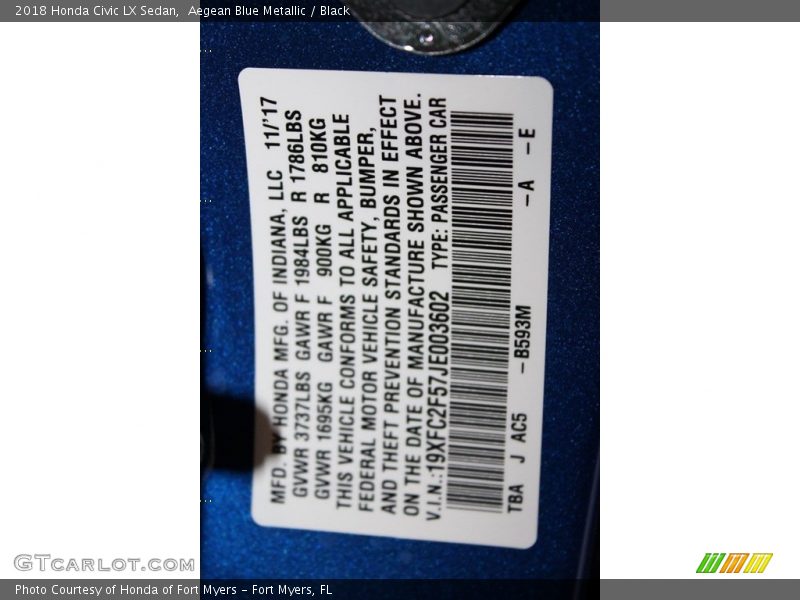 2018 Honda Civic LX Sedan,  Aegean Blue Metallic / Black
MFD. BY HONDA MFG. OF INDIANA, LLC 11/'17
GVWR 3737LBS GAWR F 1984LBS R 1786LBS
GVWR 1695KG GAWR F 900KG R 810KG
THIS VEHICLE CONFORMS TO ALL APPLICABLE
FEDERAL MOTOR VEHICLE SAFETY, BUMPER,
AND THEFT PREVENTION STANDARDS IN EFFECT
ON THE DATE OF MANUFACTURE SHOWN ABOVE.
V.I.N.:19XFC2F57JE003602 TYPE: PASSENGER CAR
TBA J AC5 – B593M – A – E
GTCARLOT.COM
Photo Courtesy of Honda of Fort Myers – Fort Myers, FL